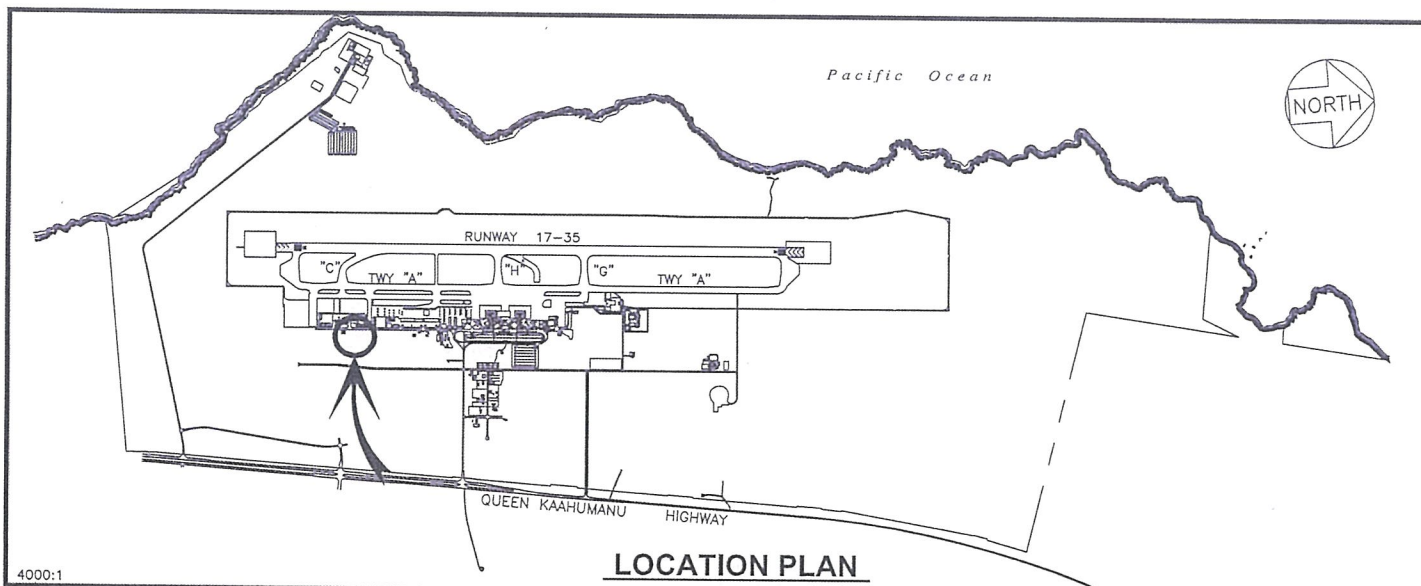 Pacific Ocean
NORTH
RUNWAY 17-35
"C"
TWY "A"
"H"
"G"
TWY "A"
QUEEN KAAHUMANU HIGHWAY
LOCATION PLAN
4000:1